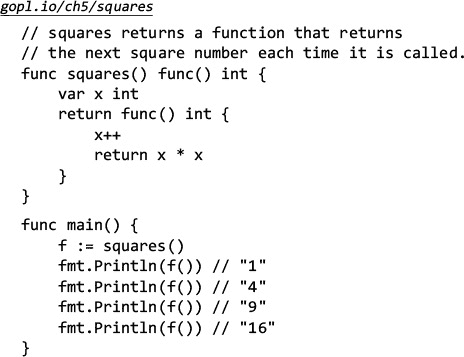 gopl.io/ch5/squares
// squares returns a function that returns
// the next square number each time it is called.
func squares() func() int {
    var x int
    return func() int {
        x++
        return x * x
    }
}
func main() {
    f := squares()
    fmt.Println(f()) // "1"
    fmt.Println(f()) // "4"
    fmt.Println(f()) // "9"
    fmt.Println(f()) // "16"
}